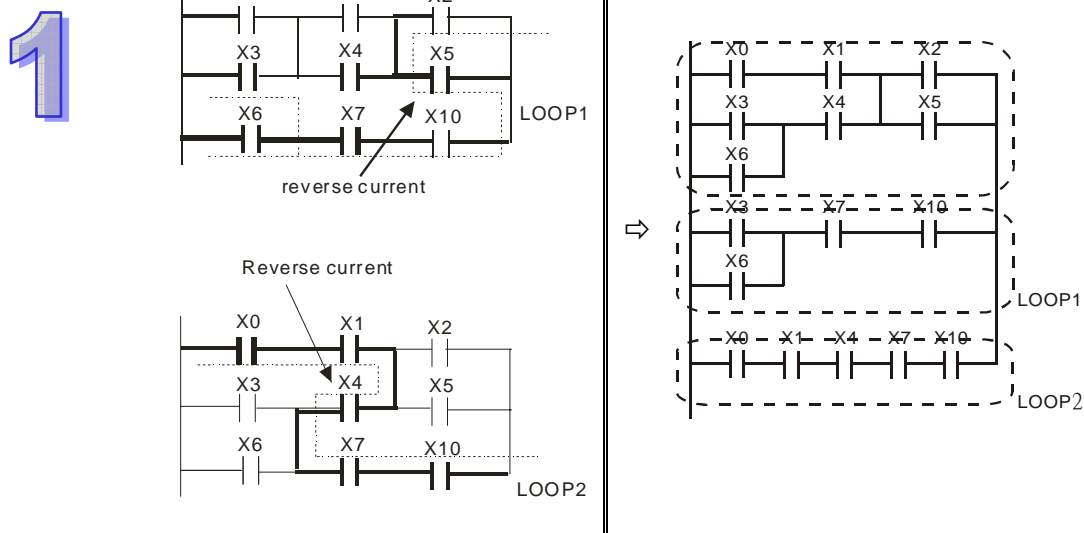 1
X2
X3 X4 X5
X6 X7 X10
LOOP1
reverse current
Reverse current
X0 X1 X2
X3 X4 X5
X6 X7 X10
LOOP2
⇨
X0 X1 X2
X3 X4 X5
X6
X3 X7 X10
X6
LOOP1
X0 X1 X4 X7 X10
LOOP2